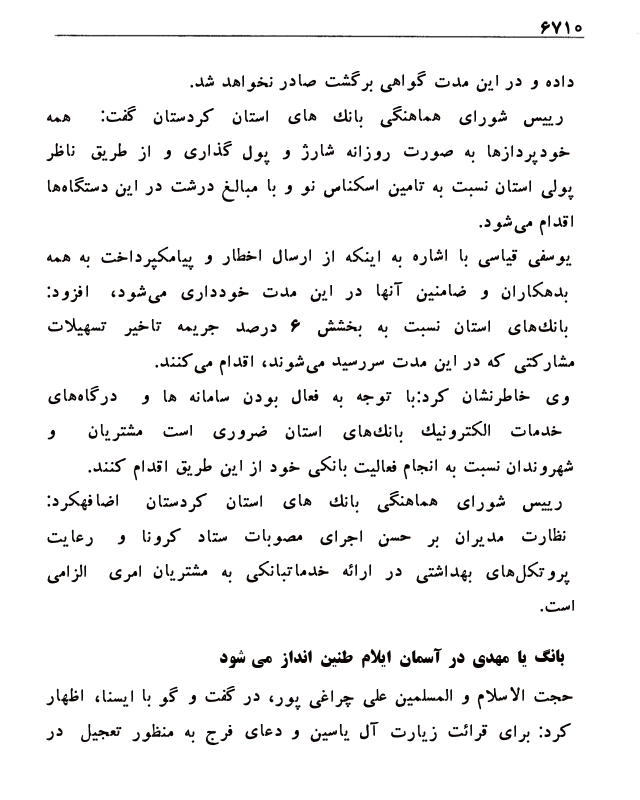 ۶۷۱۰
داده و در این مدت گواهی برگشت صادر نخواهد شد.
رییس شورای هماهنگی بانك های استان کردستان گفت: همه
خودپردازها به صورت روزانه شارژ و پول گذاری و از طریق ناظر
پولی استان نسبت به تامین اسکناس نو و با مبالغ درشت در این دستگاه‌ها
اقدام می‌شود.
یوسفی قیاسی با اشاره به اینکه از ارسال اخطار و پیامکپرداخت به همه
بدهکاران و ضامنین آنها در این مدت خودداری می‌شود، افزود:
بانك‌های استان نسبت به بخشش ۶ درصد جریمه تاخیر تسهیلات
مشارکتی که در این مدت سررسید می‌شوند، اقدام می‌کنند.
وی خاطرنشان کرد:با توجه به فعال بودن سامانه ها و درگاه‌های
خدمات الکترونیك بانك‌های استان ضروری است مشتریان و
شهروندان نسبت به انجام فعالیت بانکی خود از این طریق اقدام کنند.
رییس شورای هماهنگی بانك های استان کردستان اضافهکرد:
نظارت مدیران بر حسن اجرای مصوبات ستاد کرونا و رعایت
پروتکل‌های بهداشتی در ارائه خدماتبانکی به مشتریان امری الزامی
است.
بانگ یا مهدی در آسمان ایلام طنین انداز می شود
حجت الاسلام و المسلمین علی چراغی پور، در گفت و گو با ایسنا، اظهار
کرد: برای قرائت زیارت آل یاسین و دعای فرج به منظور تعجیل در